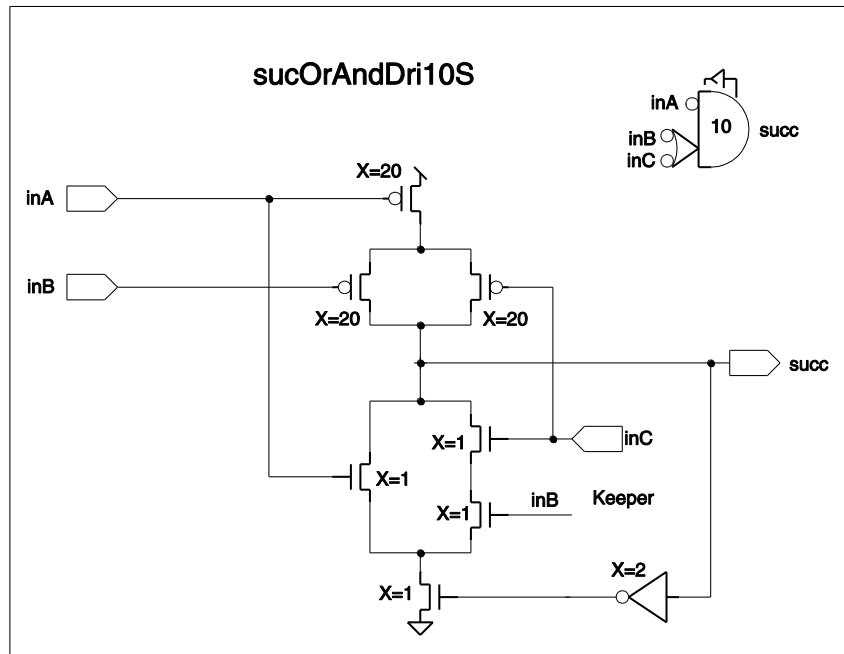 sucOrAndDri10S
inA
10
inB
succ
inC
X=20
inA
inB
X=20
X=20
succ
X=1
inC
X=1
X=1
inB
Keeper
X=2
X=1